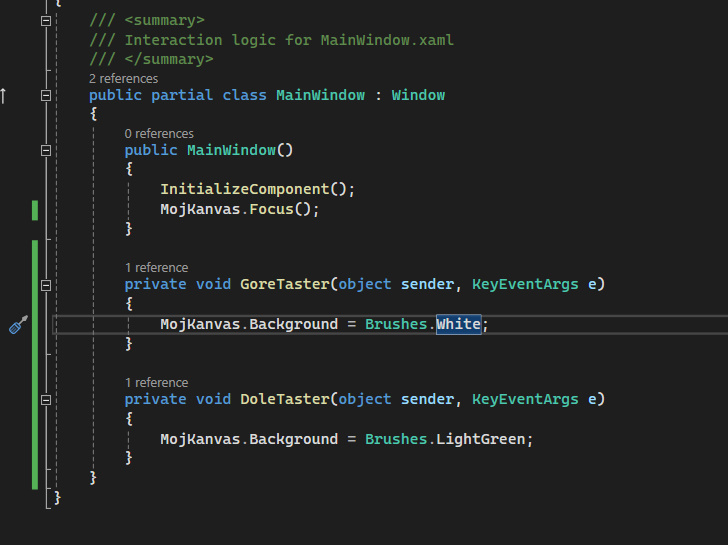 {
/// <summary>
/// Interaction logic for MainWindow.xaml
/// </summary>
2 references
public partial class MainWindow : Window
{
0 references
public MainWindow()
{
InitializeComponent();
MojKanvas.Focus();
}
1 reference
private void GoreTaster(object sender, KeyEventArgs e)
{
MojKanvas.Background = Brushes.White;
}
1 reference
private void DoleTaster(object sender, KeyEventArgs e)
{
MojKanvas.Background = Brushes.LightGreen;
}
}
}